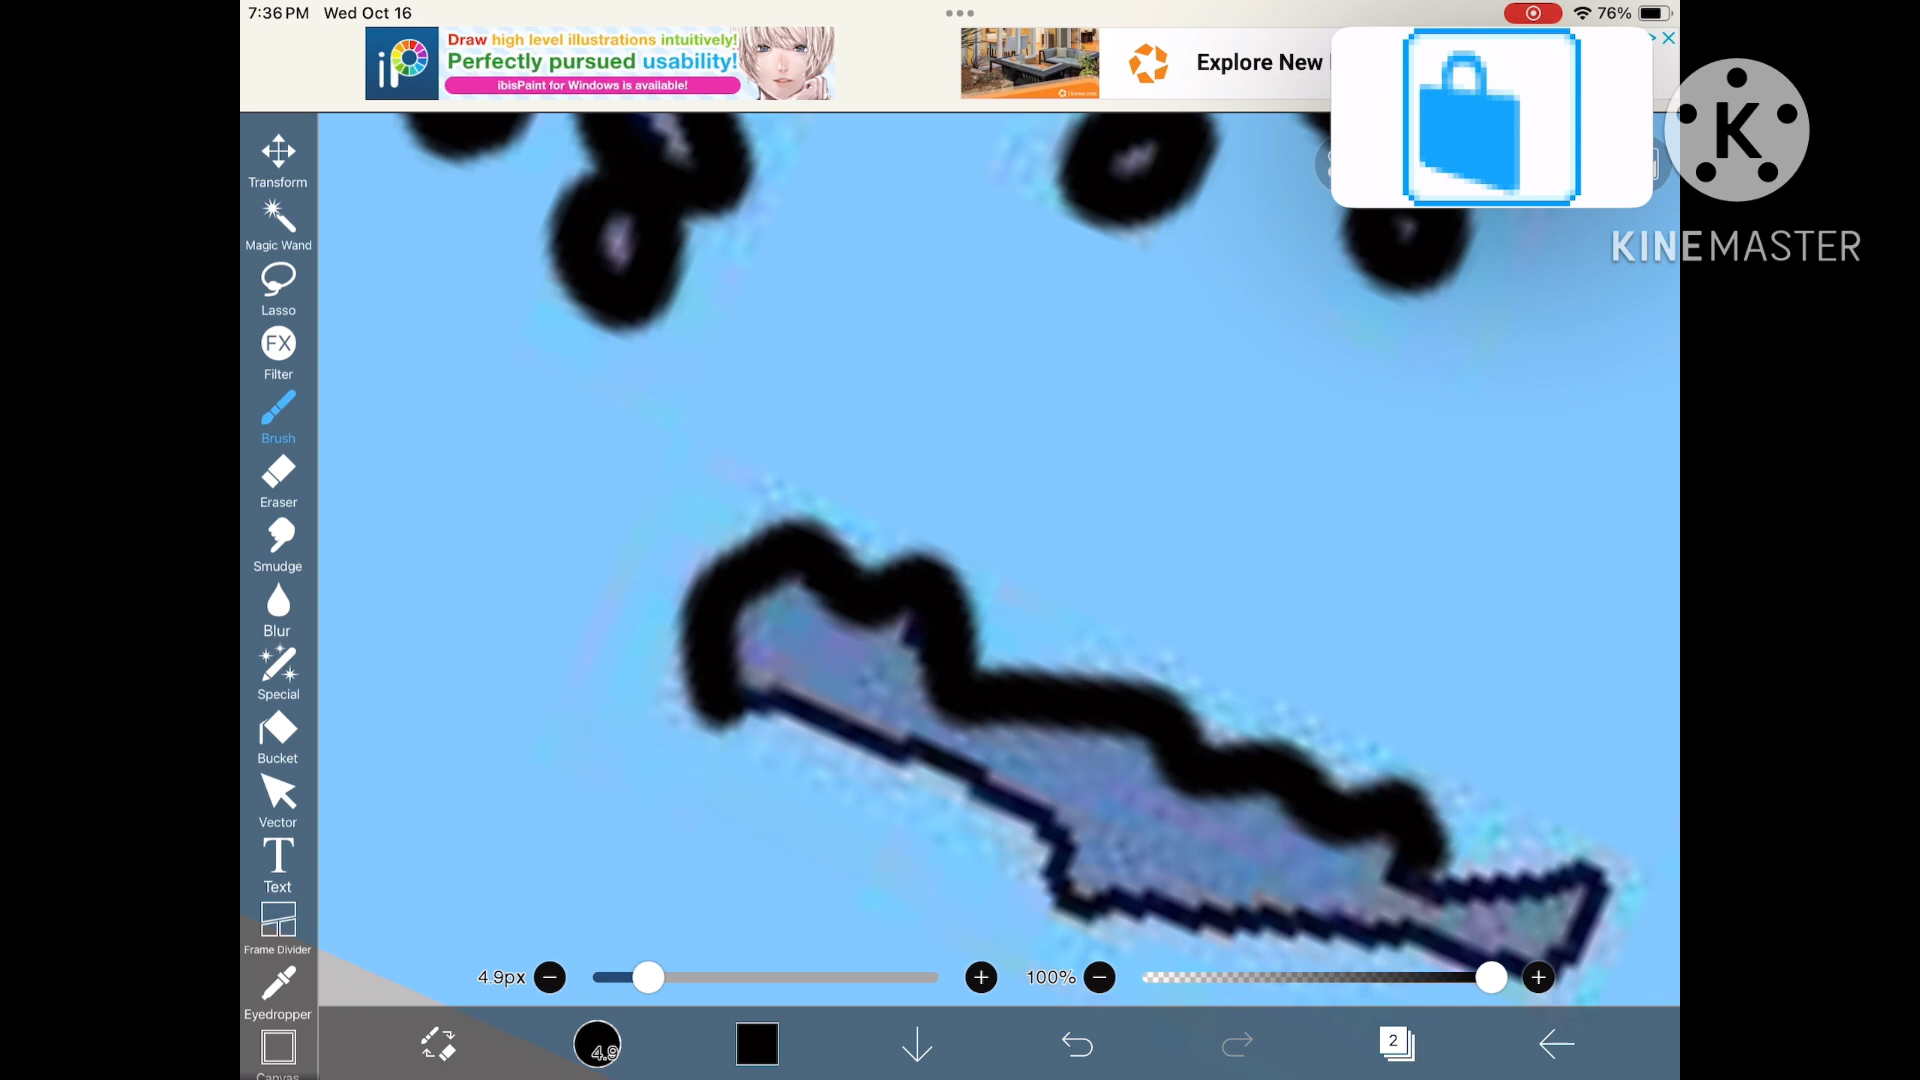 7:36 PM Wed Oct 16
76%
iP
Draw high level illustrations intuitively!
Perfectly pursued usability!
ibisPaint for Windows is available!
Explore New
K
KINEMASTER
Transform
Magic Wand
Lasso
FX
Filter
Brush
Eraser
Smudge
Blur
Special
Bucket
Vector
T
Text
Frame Divider
Eyedropper
Canvas
4.9px
100%
4.9
2